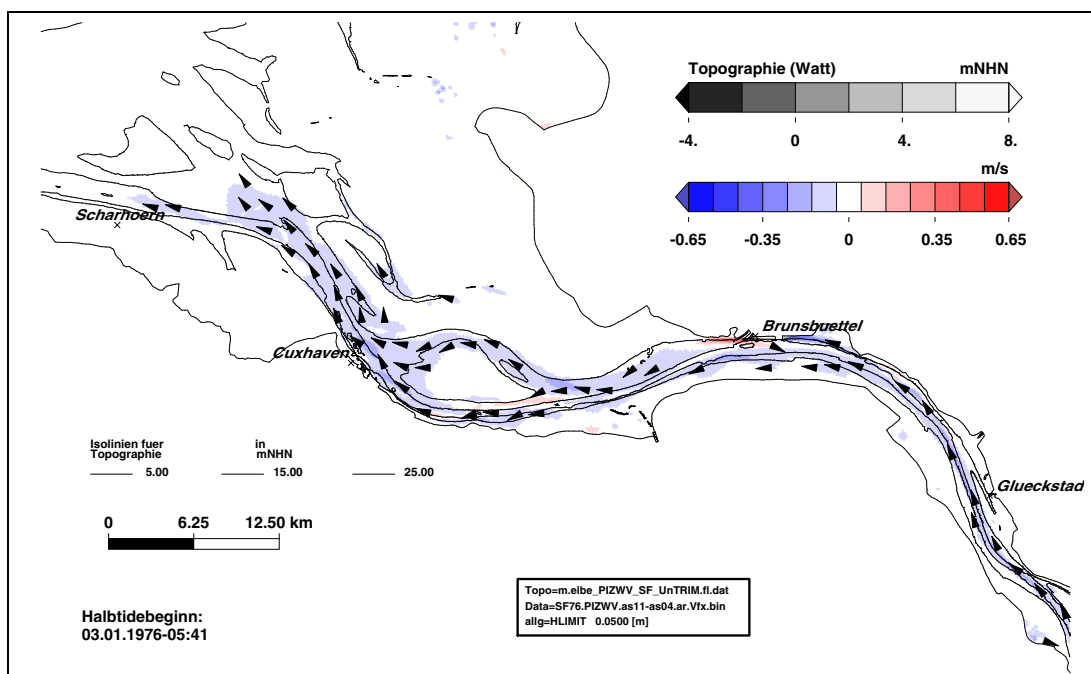 Topographie (Watt) mNHN
-4. 0 4. 8.
m/s
-0.65 -0.35 0 0.35 0.65
Scharhoern
Brunsbuettel
Cuxhaven
Glueckstad
Isolinien fuer in
Topographie mNHN
5.00 15.00 25.00
0 6.25 12.50 km
Halbtidebeginn:
03.01.1976-05:41
Topo=m.elbe_PIZWV_SF_UnTRIM.fl.dat
Data=SF76.PIZWV.as11-as04.ar.Vfx.bin
allg=HLIMIT 0.0500 [m]